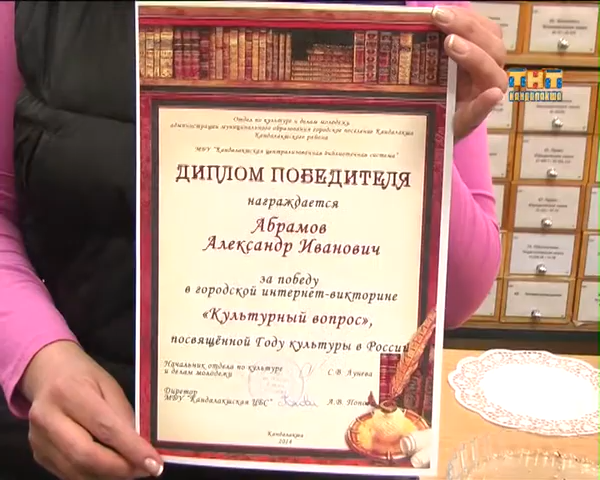 Отдел по культуре и делам молодежи
администрации муниципального образования городское поселение Кандалакша
Кандалакшского района
МБУ "Кандалакшская централизованная библиотечная система"
ДИПЛОМ ПОБЕДИТЕЛЯ
награждается
Абрамов
Александр Иванович
за победу
в городской интернет-викторине
«Культурный вопрос»,
посвящённой Году культуры в России
Начальник отдела по культуре
и делам молодежи
С.В. Лунева
Директор
МБУ "Кандалакшская ЦБС"
А.В.
Кандалакша
2014
ТНТ
КАНДАЛАКША